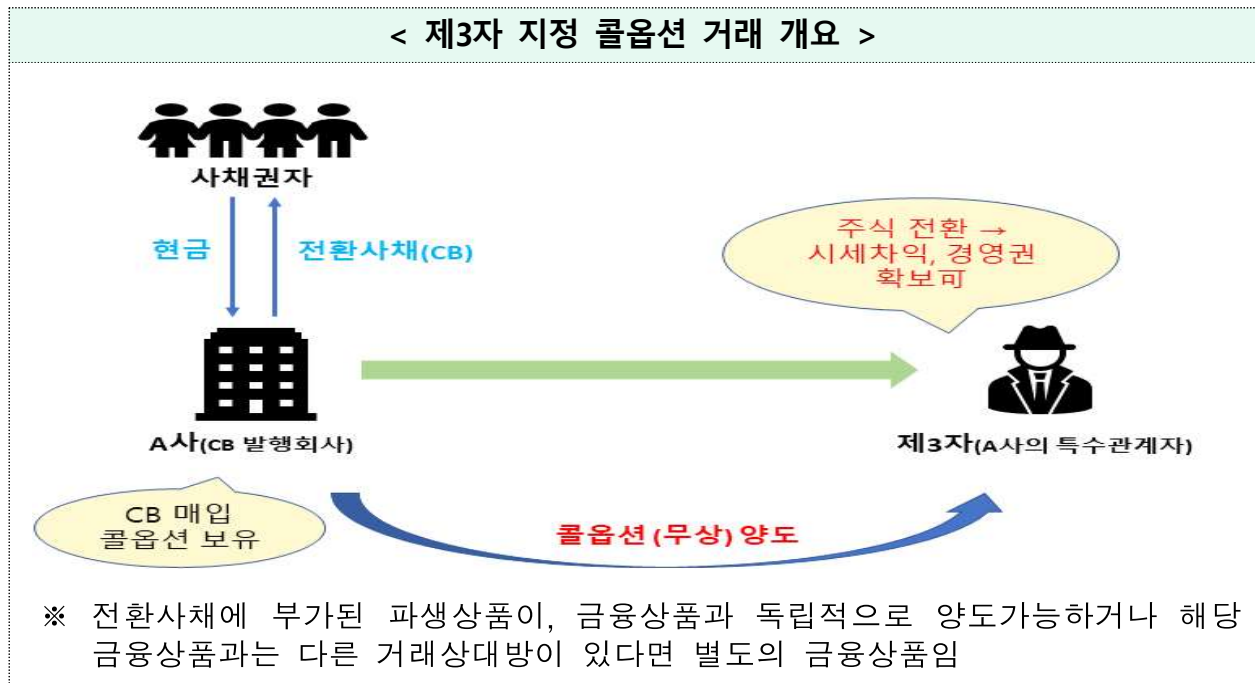 < 제3자 지정 콜옵션 거래 개요 >
사채권자
현금
전환사채(CB)
주식 전환 →
시세차익, 경영권
확보可
A사(CB 발행회사)
제3자(A사의 특수관계자)
CB 매입
콜옵션 보유
콜옵션 (무상) 양도
※ 전환사채에 부가된 파생상품이, 금융상품과 독립적으로 양도가능하거나 해당
금융상품과는 다른 거래상대방이 있다면 별도의 금융상품임